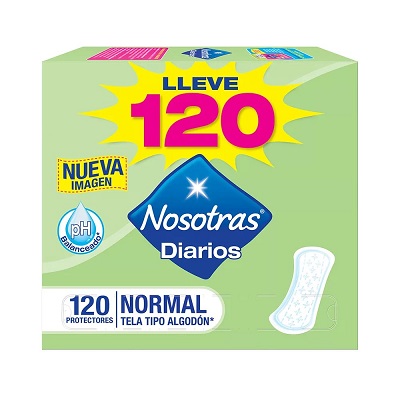 LLEVE
120
NUEVA
IMAGEN
pH
Balanceado*
Nosotras®
Diarios
120
PROTECTORES
NORMAL
TELA TIPO ALGODÓN*